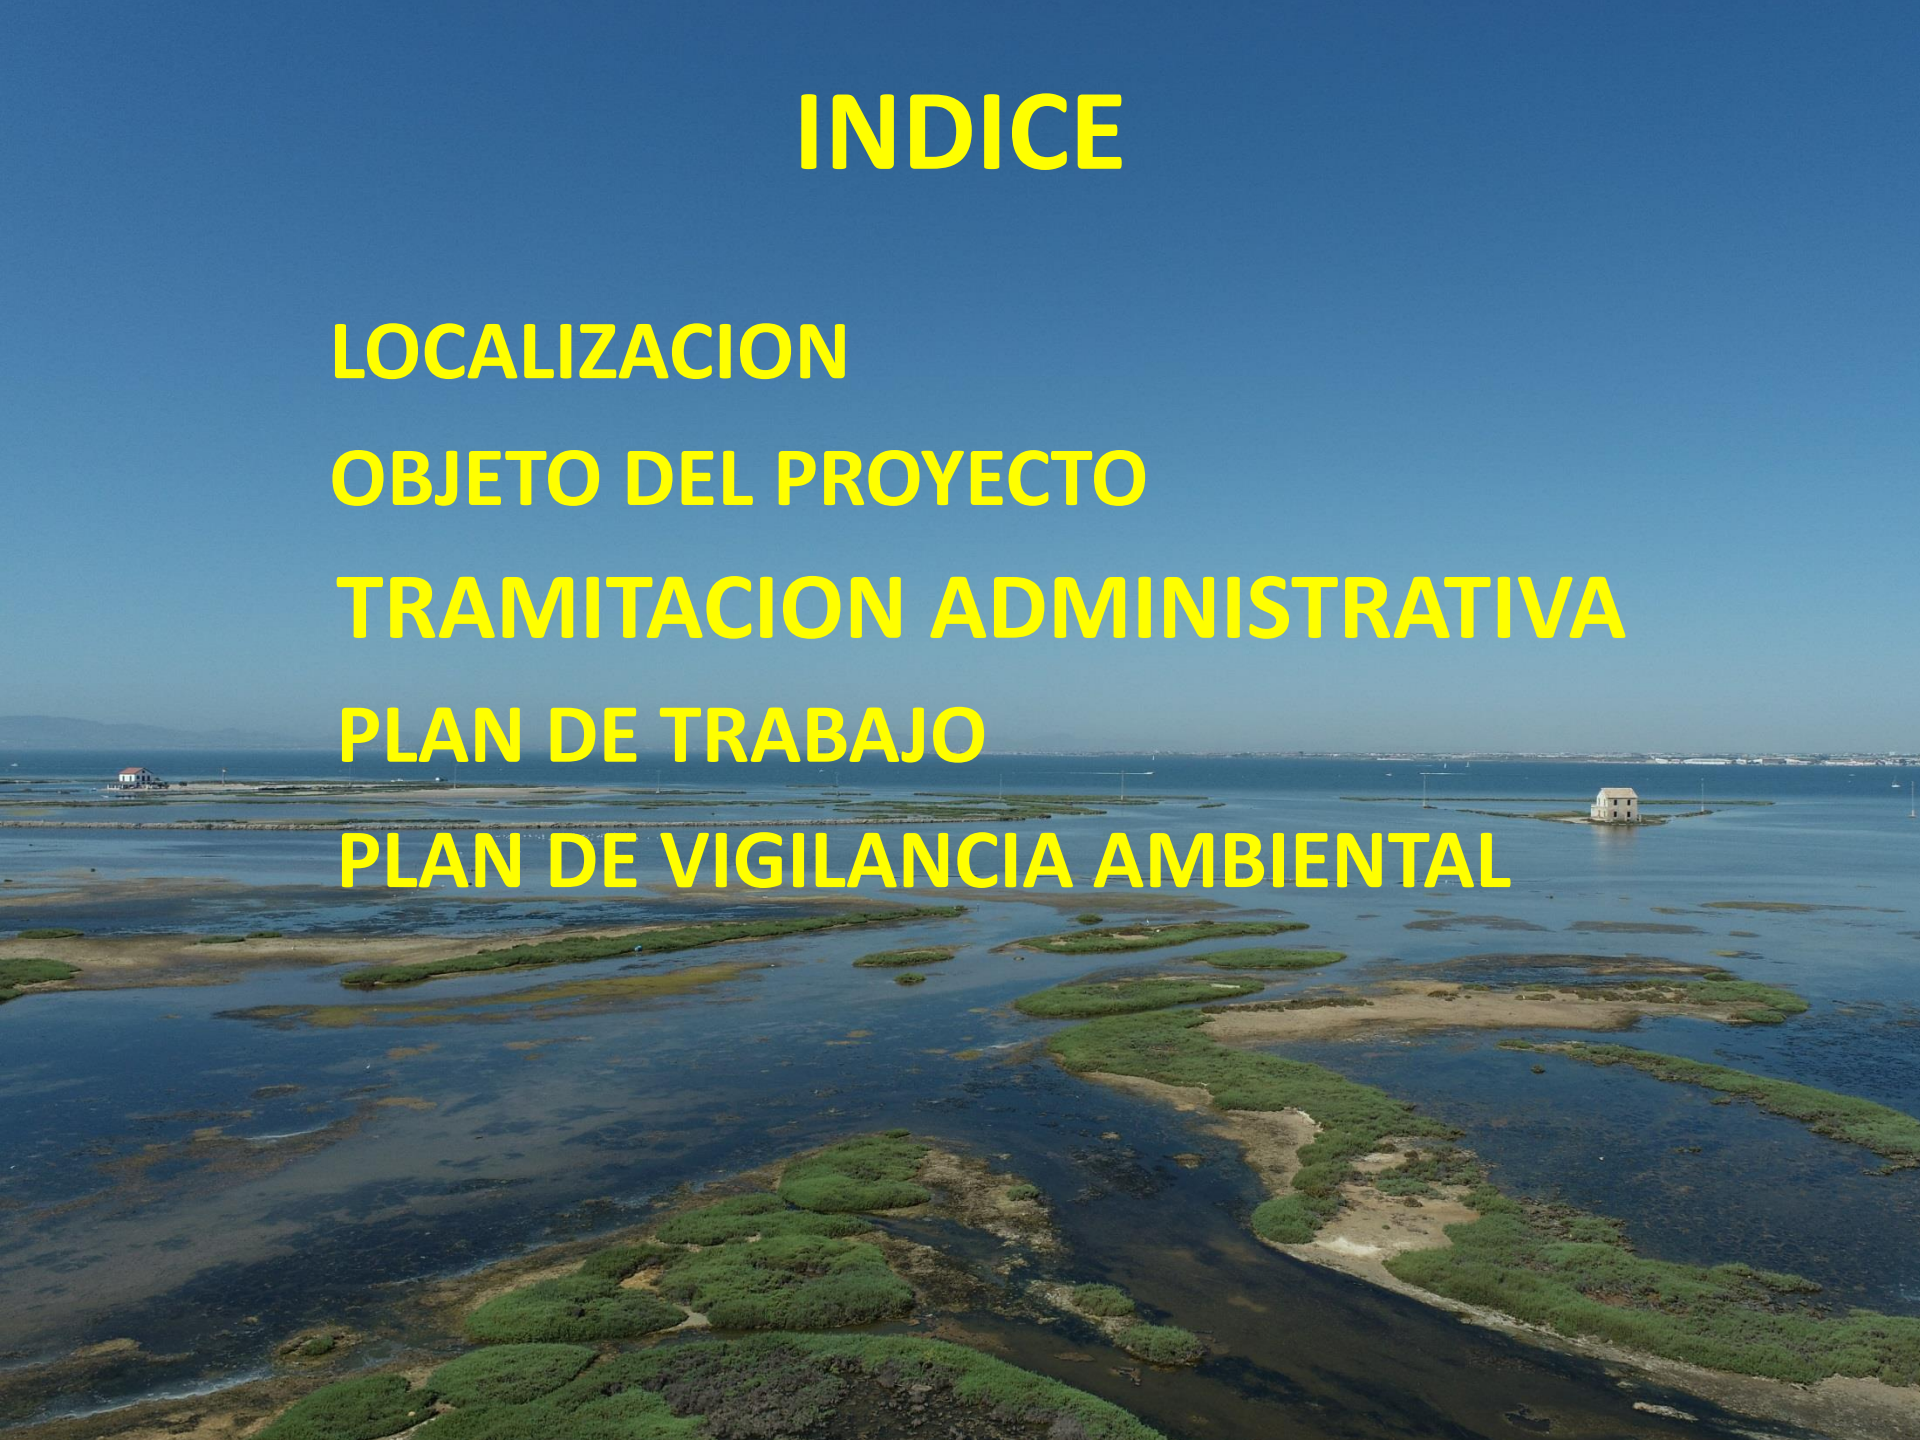 INDICE
LOCALIZACION
OBJETO DEL PROYECTO
TRAMITACION ADMINISTRATIVA
PLAN DE TRABAJO
PLAN DE VIGILANCIA AMBIENTAL